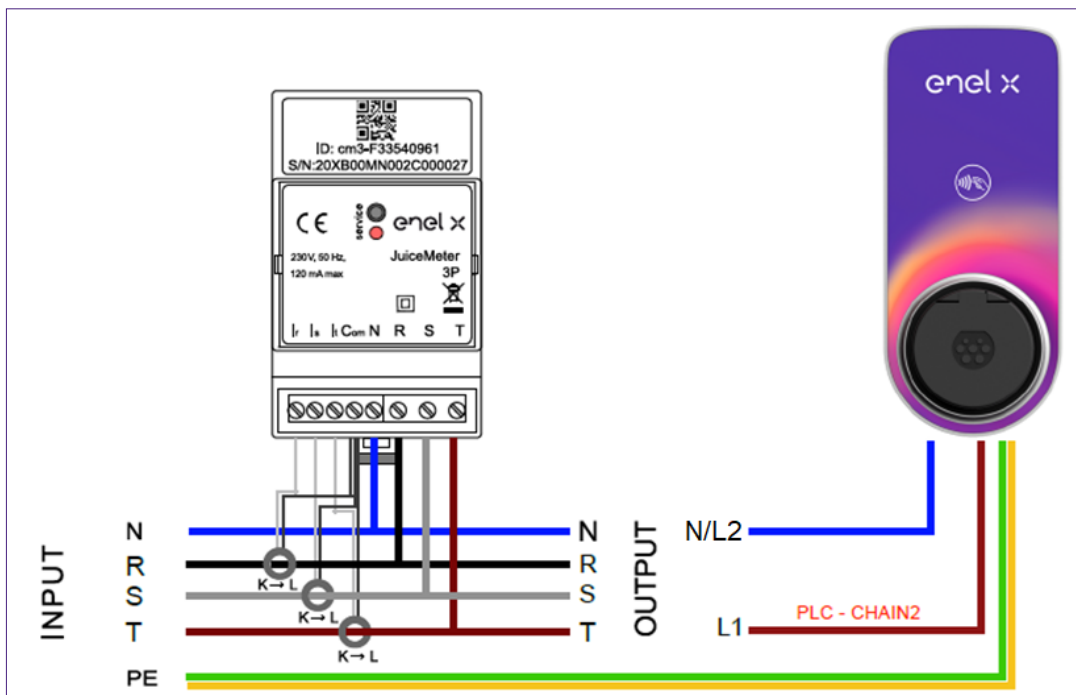 ID: cm3-F33540961
S/N:20XB00MN002C000027
CE
service
enel x
230V, 50 Hz,
120 mA max
JuiceMeter
3P
Ir Is It Com N R S T
INPUT
N
R
S
T
PE
K→ L
K→ L
K→ L
N
R
S
T
OUTPUT
enel x
N/L2
L1
PLC - CHAIN2